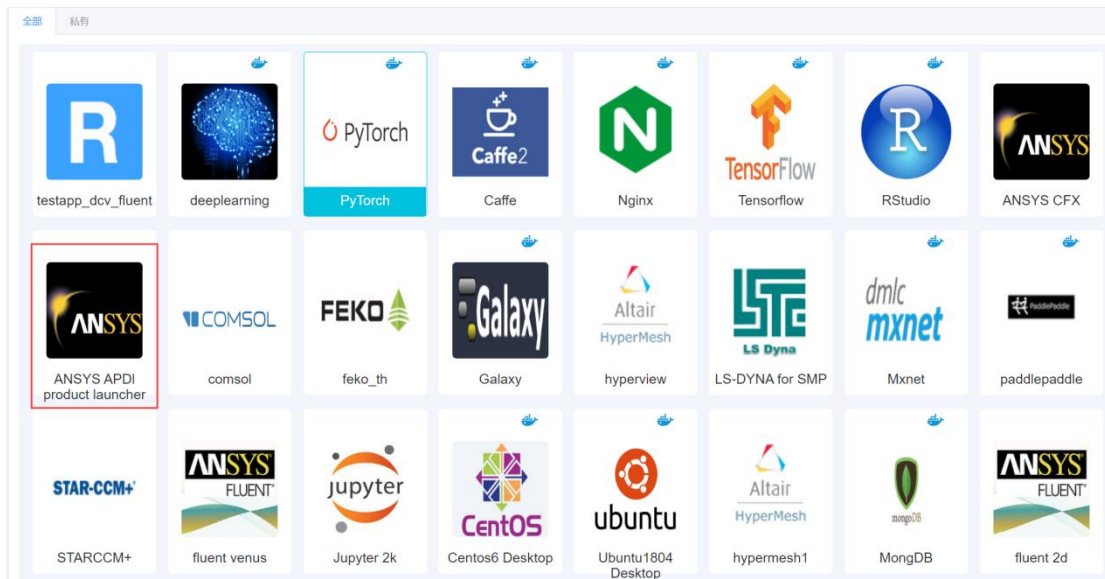 全部 私有
R
PyTorch
Caffe2
N
TensorFlow
R
ANSYS
testapp_dcv_fluent deeplearning PyTorch Caffe Nginx Tensorflow RStudio ANSYS CFX
ANSYS
COMSOL
FEKO
Galaxy
Altair
HyperMesh
LSTC
LS Dyna
dmlc
mxnet
PaddlePaddle
ANSYS APDI
product launcher
comsol feko_th Galaxy hyperview LS-DYNA for SMP Mxnet paddlepaddle
STAR-CCM+
ANSYS
FLUENT
jupyter
CentOS
ubuntu
Altair
HyperMesh
mongoDB
ANSYS
FLUENT
STARCCM+ fluent venus Jupyter 2k Centos6 Desktop
Ubuntu1804
Desktop
hypermesh1 MongDB fluent 2d